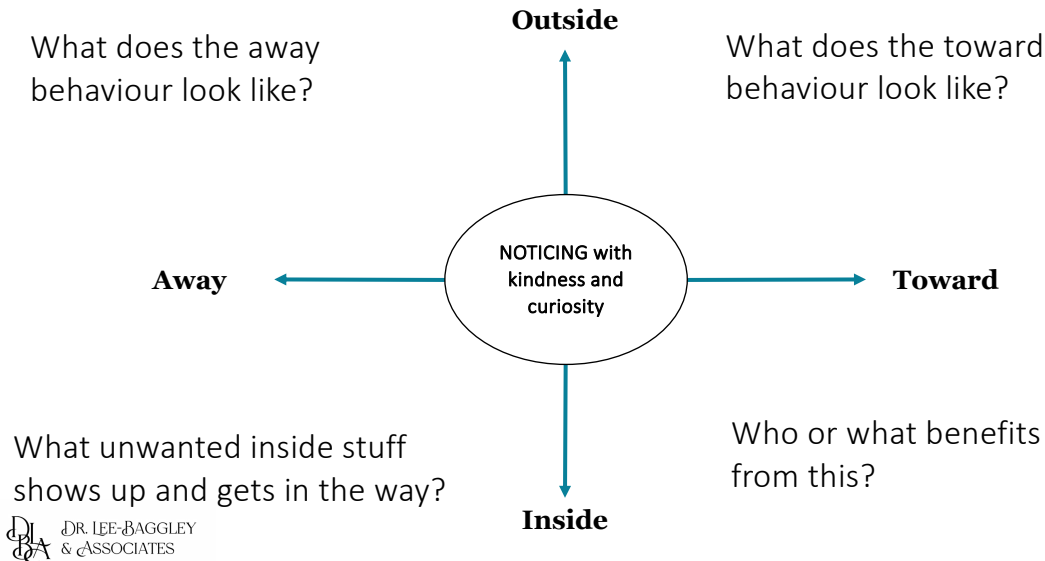 Outside
What does the away
behaviour look like?
What does the toward
behaviour look like?
NOTICING with
kindness and
curiosity
Away
Toward
What unwanted inside stuff
shows up and gets in the way?
Who or what benefits
from this?
Inside
DLBA
DR. LEE-BAGGLEY
& ASSOCIATES